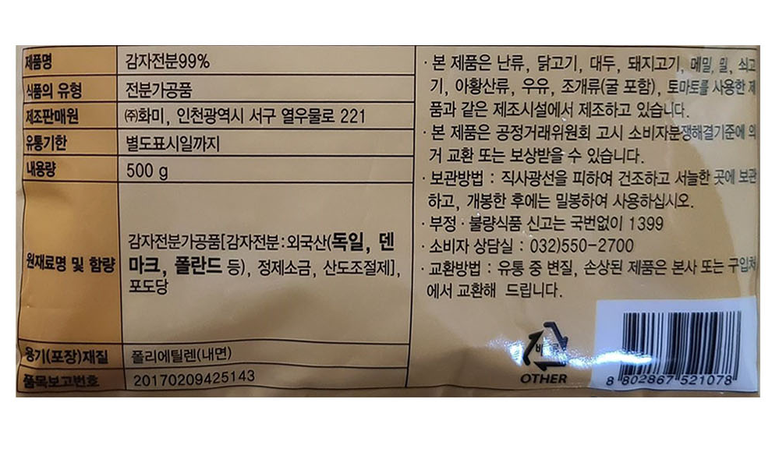 제품명 감자전분99%
식품의 유형 전분가공품
제조판매원 ㈜화미, 인천광역시 서구 열우물로 221
유통기한 별도표시일까지
내용량 500 g
원재료명 및 함량
감자전분가공품[감자전분:외국산(독일, 덴
마크, 폴란드 등), 정제소금, 산도조절제],
포도당
용기(포장)재질 폴리에틸렌(내면)
품목보고번호 20170209425143
· 본 제품은 난류, 닭고기, 대두, 돼지고기, 메밀, 밀, 쇠고
기, 아황산류, 우유, 조개류(굴 포함), 토마토를 사용한 제
품과 같은 제조시설에서 제조하고 있습니다.
· 본 제품은 공정거래위원회 고시 소비자분쟁해결기준에 의
거 교환 또는 보상받을 수 있습니다.
· 보관방법 : 직사광선을 피하여 건조하고 서늘한 곳에 보관
하고, 개봉한 후에는 밀봉하여 사용하십시오.
· 부정 · 불량식품 신고는 국번없이 1399
· 소비자 상담실 : 032)550-2700
· 교환방법 : 유통 중 변질, 손상된 제품은 본사 또는 구입처
에서 교환해 드립니다.
OTHER
8 802867 521078